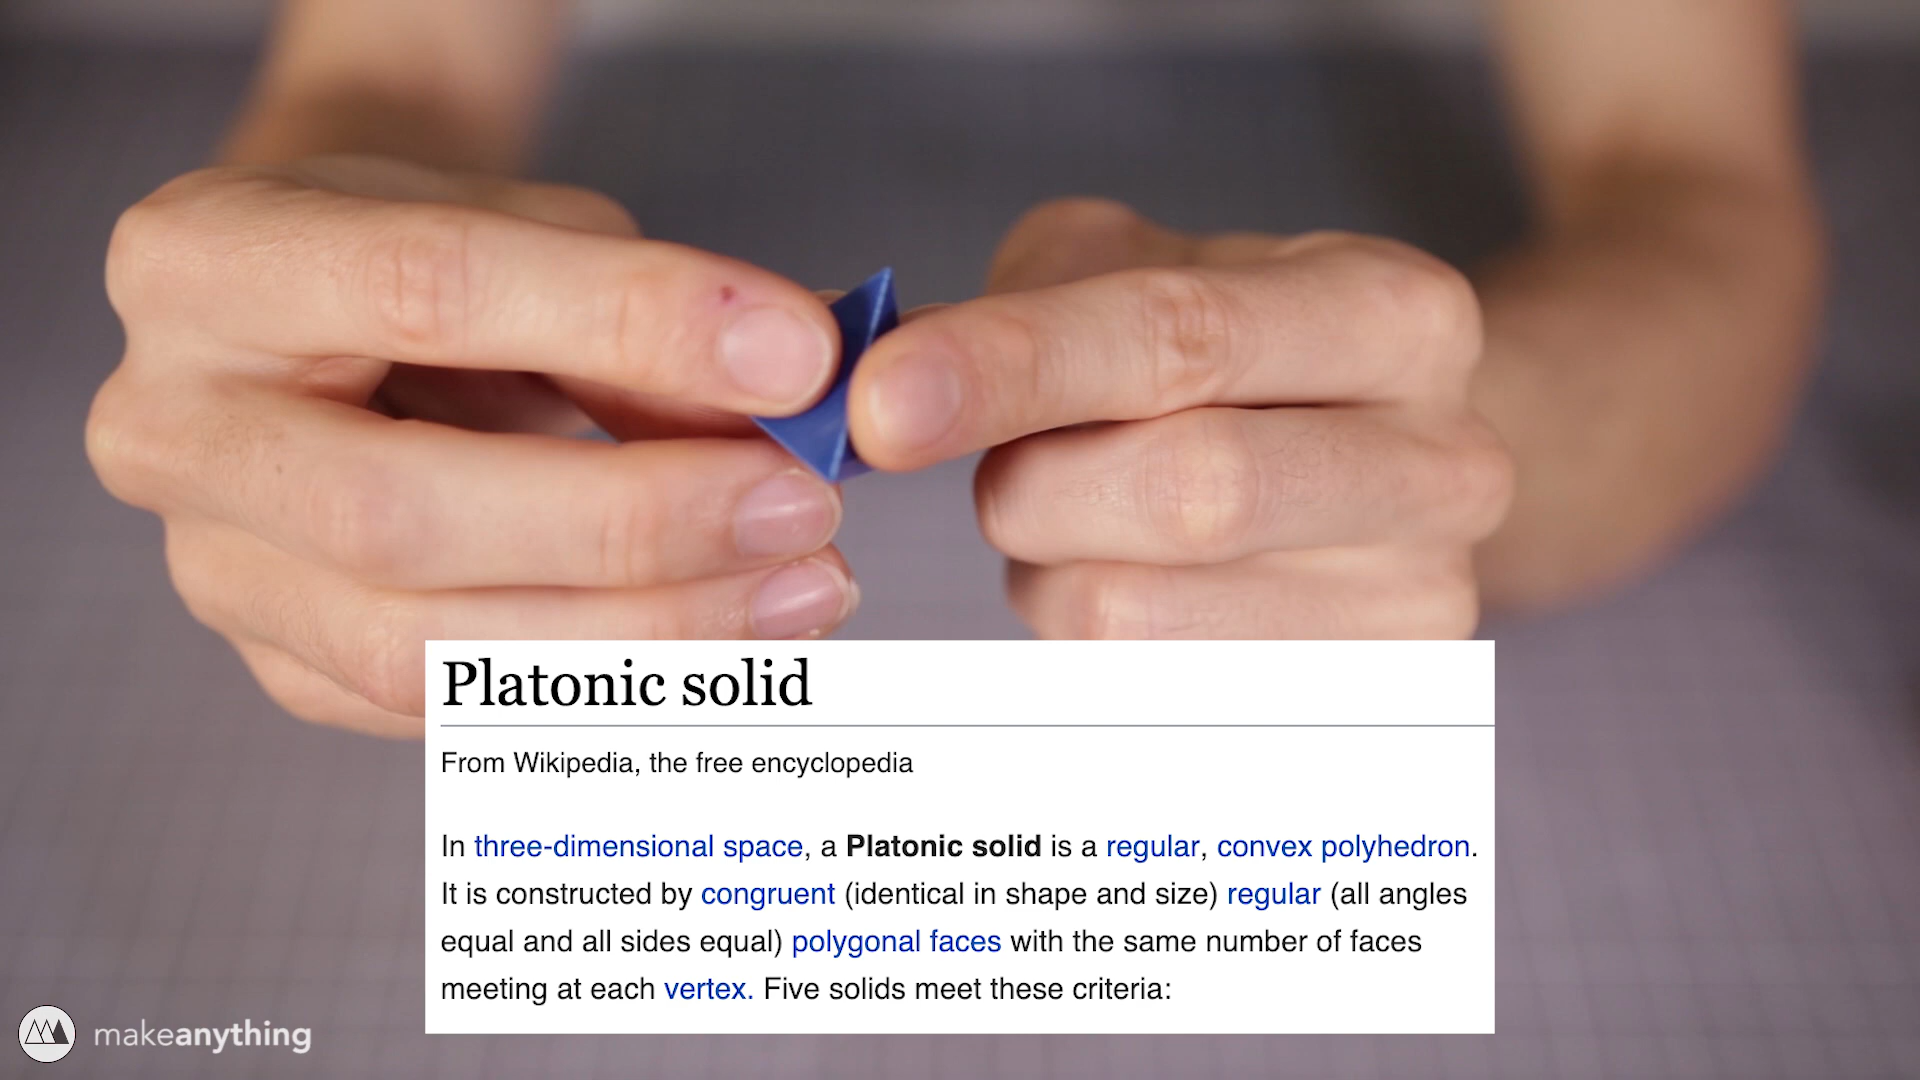 Platonic solid
From Wikipedia, the free encyclopedia
In three-dimensional space, a Platonic solid is a regular, convex polyhedron.
It is constructed by congruent (identical in shape and size) regular (all angles
equal and all sides equal) polygonal faces with the same number of faces
meeting at each vertex. Five solids meet these criteria:
makeanything